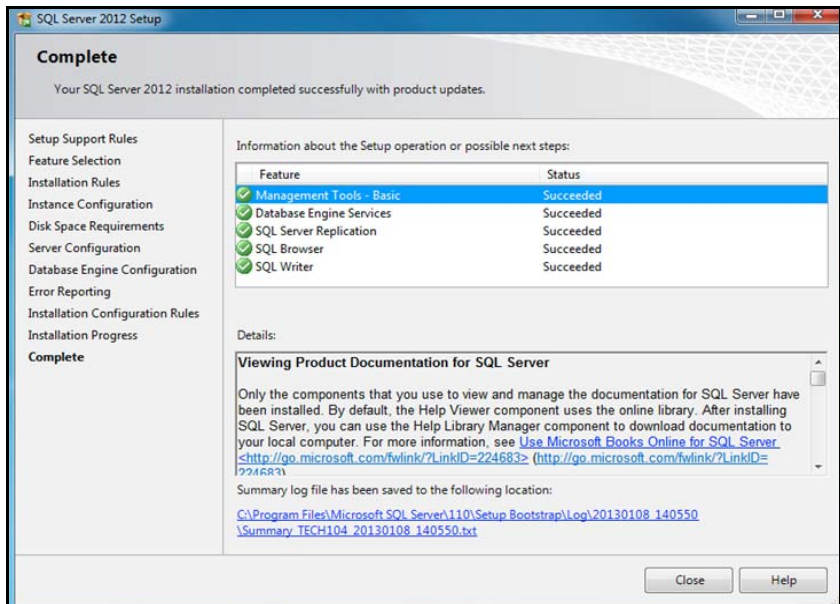 SQL Server 2012 Setup
Complete
Your SQL Server 2012 installation completed successfully with product updates.
Setup Support Rules
Feature Selection
Installation Rules
Instance Configuration
Disk Space Requirements
Server Configuration
Database Engine Configuration
Error Reporting
Installation Configuration Rules
Installation Progress
Complete
Information about the Setup operation or possible next steps:
Feature Status
Management Tools - Basic Succeeded
Database Engine Services Succeeded
SQL Server Replication Succeeded
SQL Browser Succeeded
SQL Writer Succeeded
Details:
Viewing Product Documentation for SQL Server
Only the components that you use to view and manage the documentation for SQL Server have
been installed. By default, the Help Viewer component uses the online library. After installing
SQL Server, you can use the Help Library Manager component to download documentation to
your local computer. For more information, see Use Microsoft Books Online for SQL Server
<http://go.microsoft.com/fwlink/?LinkID=224683> (http://go.microsoft.com/fwlink/?LinkID=
224683)
Summary log file has been saved to the following location:
C:\Program Files\Microsoft SQL Server\110\Setup Bootstrap\Log\20130108_140550
\Summary_TECH104_20130108_140550.txt
Close Help